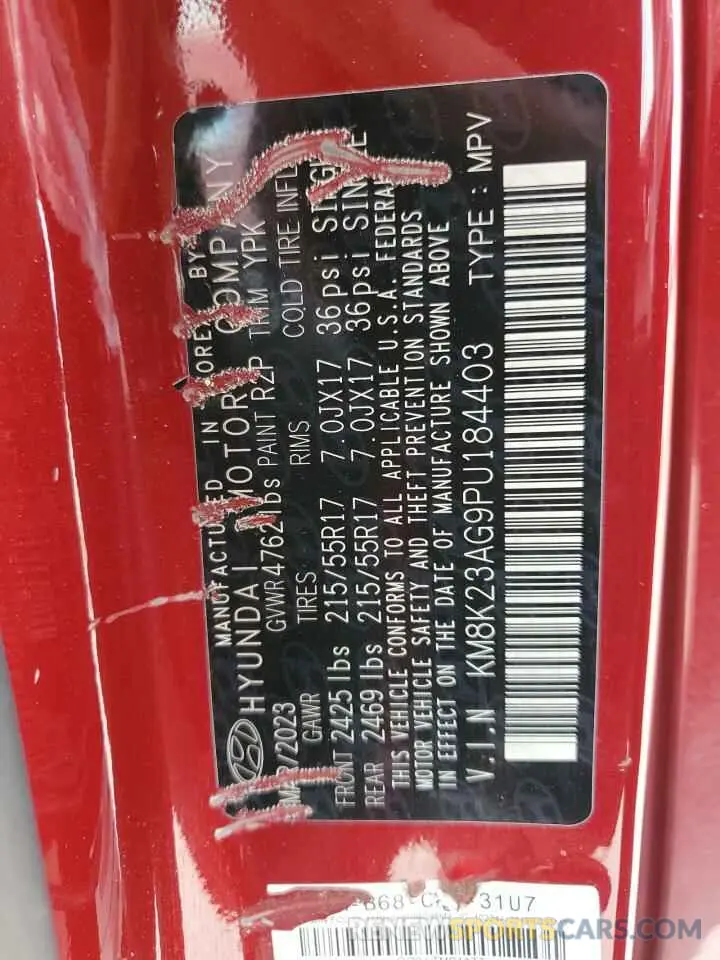 MANUFACTURED IN KOREA BY
HYUNDAI MOTOR COMPANY
/2023 GVWR 4762 lbs PAINT R2P TRIM YPK
GAWR TIRES RIMS COLD TIRE INFL
FRONT 2425 lbs 215/55R17 7.0JX17 36psi SINGLE
REAR 2469 lbs 215/55R17 7.0JX17 36psi SINGLE
THIS VEHICLE CONFORMS TO ALL APPLICABLE U.S.A. FEDERAL
MOTOR VEHICLE SAFETY AND THEFT PREVENTION STANDARDS
IN EFFECT ON THE DATE OF MANUFACTURE SHOWN ABOVE
V.I.N KM8K23AG9PU184403 TYPE : MPV
31U7
AUTO SPORTCARS